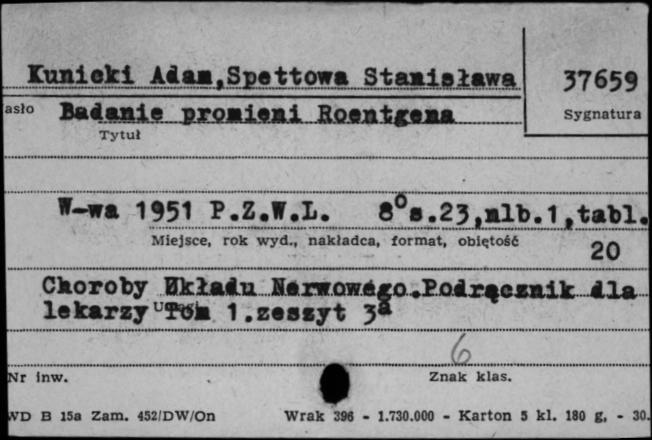 Kunicki Adam,Spettowa Stanisława
37659
asło Badanie promieni Roentgena
Sygnatura
Tytuł
W-wa 1951 P.Z.W.L. 8°s.23,nlb.1,tabl.
Miejsce, rok wyd., nakładca, format, objętość
20
Choroby Układu Nerwowego.Podręcznik dla
lekarzy Uwagi Tom 1.zeszyt 3a
6
Nr inw.
Znak klas.
WD B 15a Zam. 452/DW/On Wrak 396 - 1.730.000 - Karton 5 kl. 180 g, - 30.